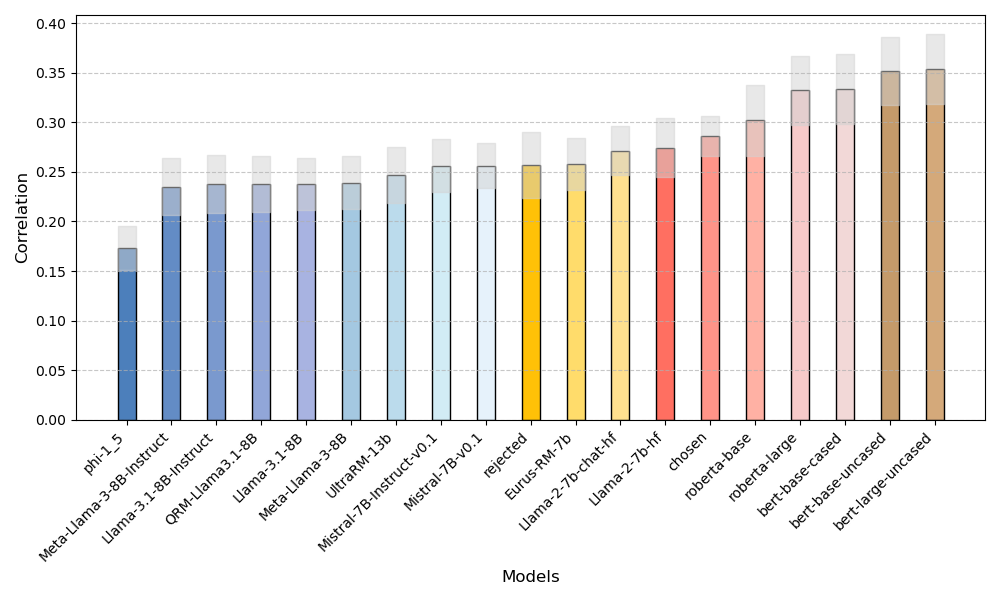 0.40
0.35
0.30
0.25
0.20
0.15
0.10
0.05
0.00
Correlation
phi-1_5
Meta-Llama-3-8B-Instruct
Llama-3.1-8B-Instruct
QRM-Llama3.1-8B
Llama-3.1-8B
Meta-Llama-3-8B
UltraRM-13b
Mistral-7B-Instruct-v0.1
Mistral-7B-v0.1
rejected
Eurus-RM-7b
Llama-2-7b-chat-hf
Llama-2-7b-hf
chosen
roberta-base
roberta-large
bert-base-cased
bert-base-uncased
bert-large-uncased
Models